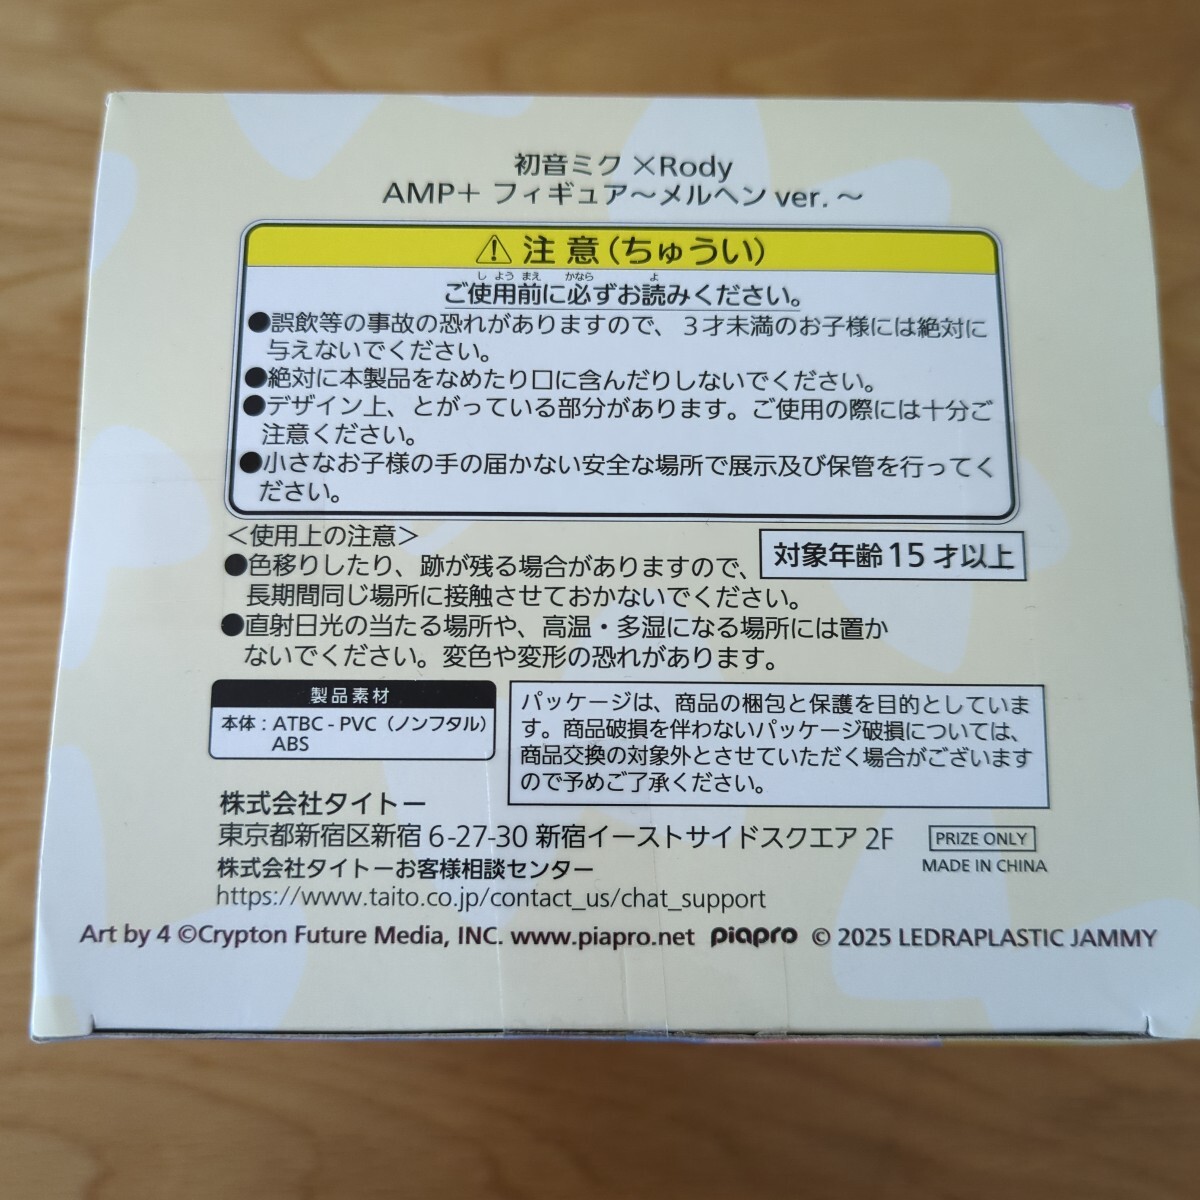 初音ミク ×Rody
AMP＋ フィギュア～メルヘン ver. ～
⚠ 注 意（ちゅうい）
しようまえ かなら よ
ご使用前に必ずお読みください。
●誤飲等の事故の恐れがありますので、３才未満のお子様には絶対に
与えないでください。
●絶対に本製品をなめたり口に含んだりしないでください。
●デザイン上、とがっている部分があります。ご使用の際には十分ご
注意ください。
●小さなお子様の手の届かない安全な場所で展示及び保管を行ってく
ださい。
＜使用上の注意＞
●色移りしたり、跡が残る場合がありますので、
長期間同じ場所に接触させておかないでください。
対象年齢 15 才以上
●直射日光の当たる場所や、高温・多湿になる場所には置か
ないでください。変色や変形の恐れがあります。
製品素材
本体 : ATBC - PVC（ノンフタル）
ABS
パッケージは、商品の梱包と保護を目的としていま
す。商品破損を伴わないパッケージ破損については、
商品交換の対象外とさせていただく場合がございます
ので予めご了承ください。
株式会社タイトー
東京都新宿区新宿 6-27-30 新宿イーストサイドスクエア 2F
株式会社タイトーお客様相談センター
https://www.taito.co.jp/contact_us/chat_support
PRIZE ONLY
MADE IN CHINA
Art by 4 ©Crypton Future Media, INC. www.piapro.net piapro © 2025 LEDRAPLASTIC JAMMY